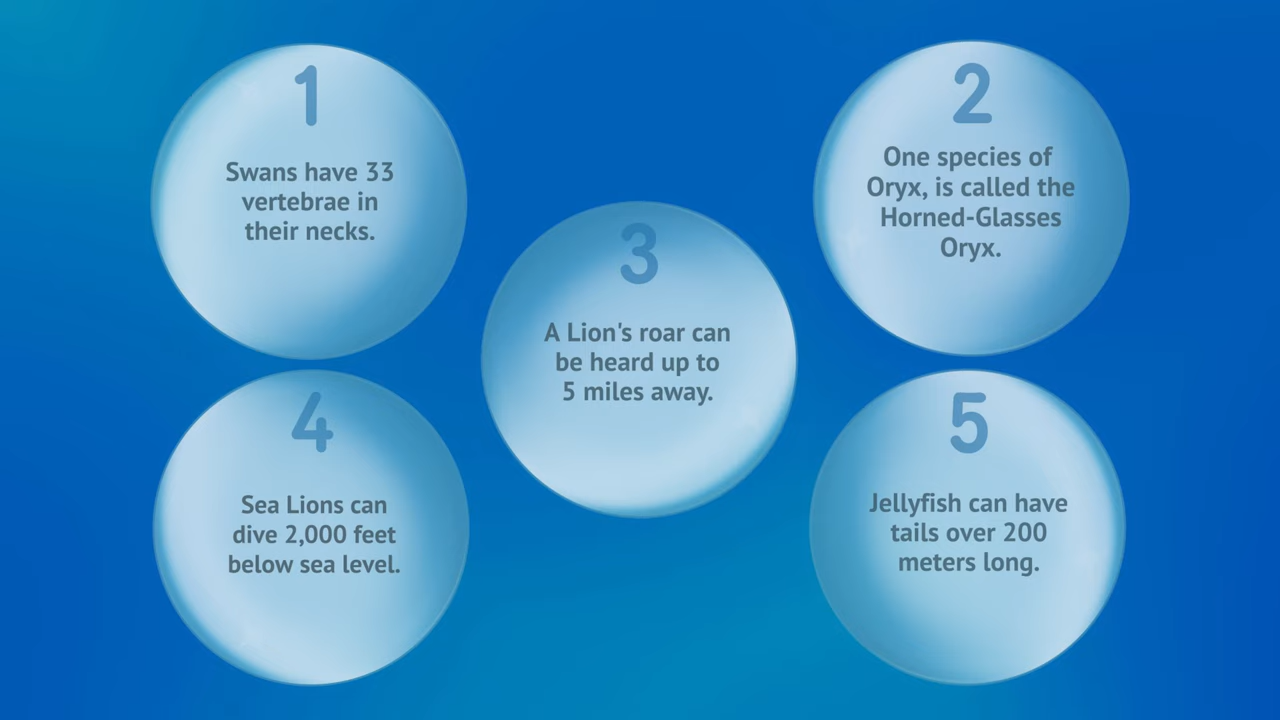 1
Swans have 33
vertebrae in
their necks.
2
One species of
Oryx, is called the
Horned-Glasses
Oryx.
3
A Lion's roar can
be heard up to
5 miles away.
4
Sea Lions can
dive 2,000 feet
below sea level.
5
Jellyfish can have
tails over 200
meters long.